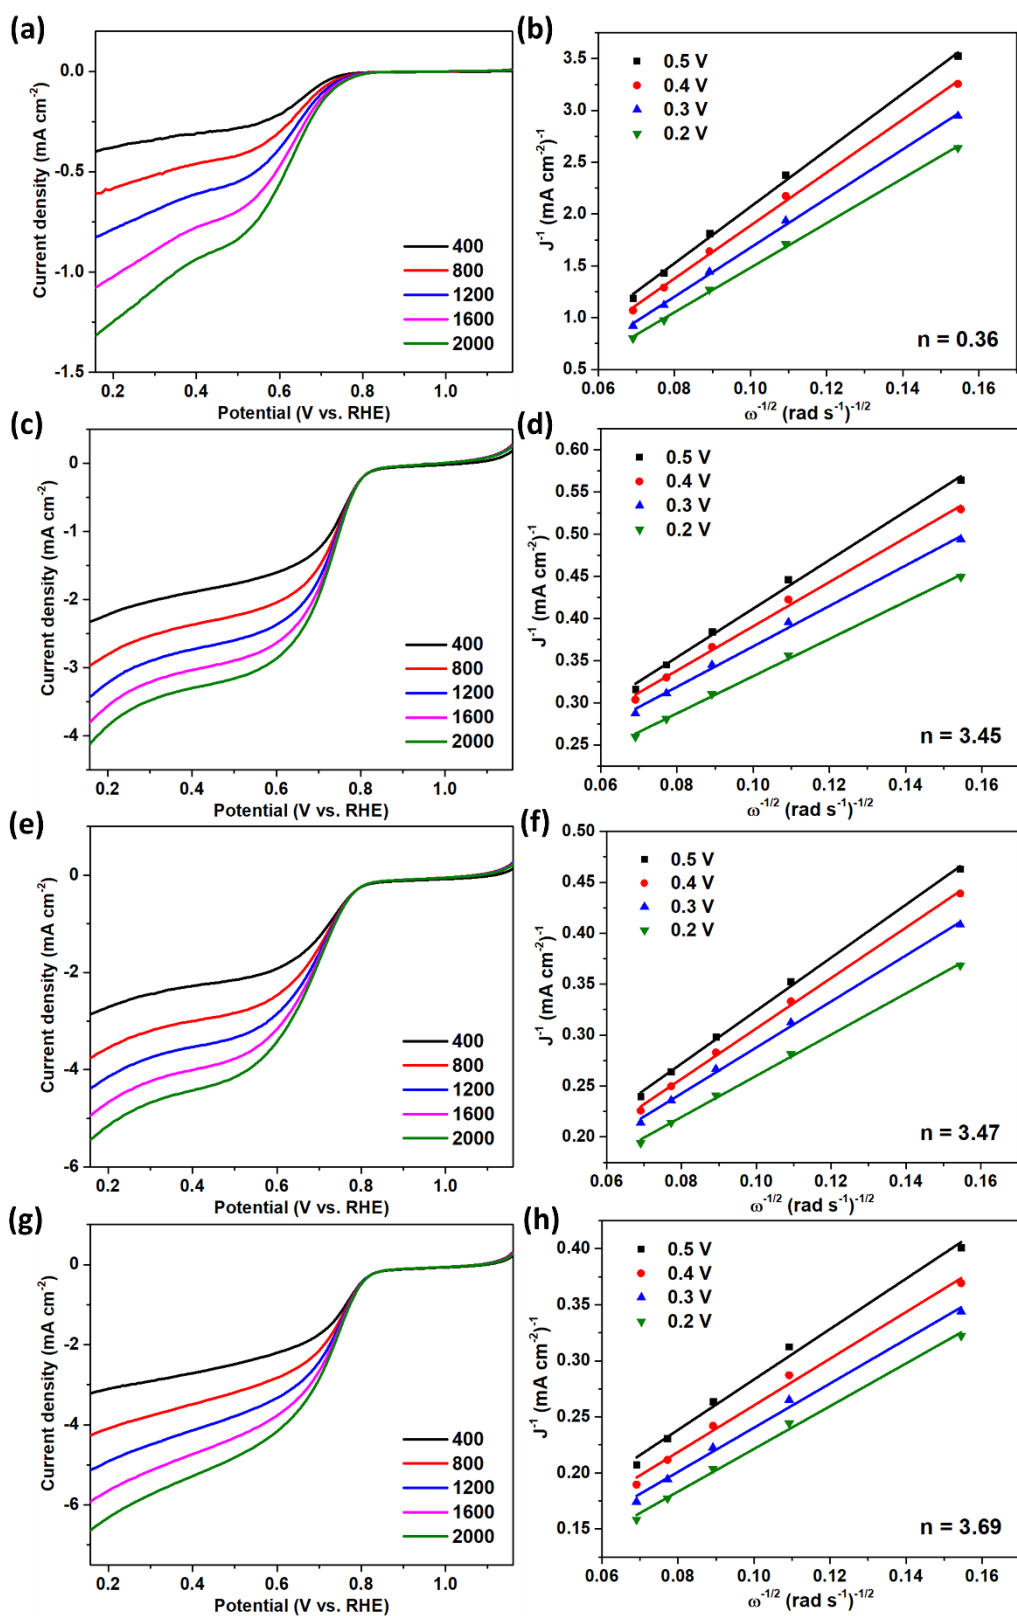 (a)
0.0
-0.5
-1.0
-1.5
Current density (mA cm-2)
400
800
1200
1600
2000
0.2 0.4 0.6 0.8 1.0
Potential (V vs. RHE)
(b)
3.5
3.0
2.5
2.0
1.5
1.0
0.5
J-1 (mA cm-2)-1
0.5 V
0.4 V
0.3 V
0.2 V
n = 0.36
0.06 0.08 0.10 0.12 0.14 0.16
ω-1/2 (rad s-1)-1/2
(c)
0
-1
-2
-3
-4
Current density (mA cm-2)
400
800
1200
1600
2000
0.2 0.4 0.6 0.8 1.0
Potential (V vs. RHE)
(d)
0.60
0.55
0.50
0.45
0.40
0.35
0.30
0.25
J-1 (mA cm-2)-1
0.5 V
0.4 V
0.3 V
0.2 V
n = 3.45
0.06 0.08 0.10 0.12 0.14 0.16
ω-1/2 (rad s-1)-1/2
(e)
0
-2
-4
-6
Current density (mA cm-2)
400
800
1200
1600
2000
0.2 0.4 0.6 0.8 1.0
Potential (V vs. RHE)
(f)
0.50
0.45
0.40
0.35
0.30
0.25
0.20
J-1 (mA cm-2)-1
0.5 V
0.4 V
0.3 V
0.2 V
n = 3.47
0.06 0.08 0.10 0.12 0.14 0.16
ω-1/2 (rad s-1)-1/2
(g)
0
-2
-4
-6
Current density (mA cm-2)
400
800
1200
1600
2000
0.2 0.4 0.6 0.8 1.0
Potential (V vs. RHE)
(h)
0.40
0.35
0.30
0.25
0.20
0.15
J-1 (mA cm-2)-1
0.5 V
0.4 V
0.3 V
0.2 V
n = 3.69
0.06 0.08 0.10 0.12 0.14 0.16
ω-1/2 (rad s-1)-1/2